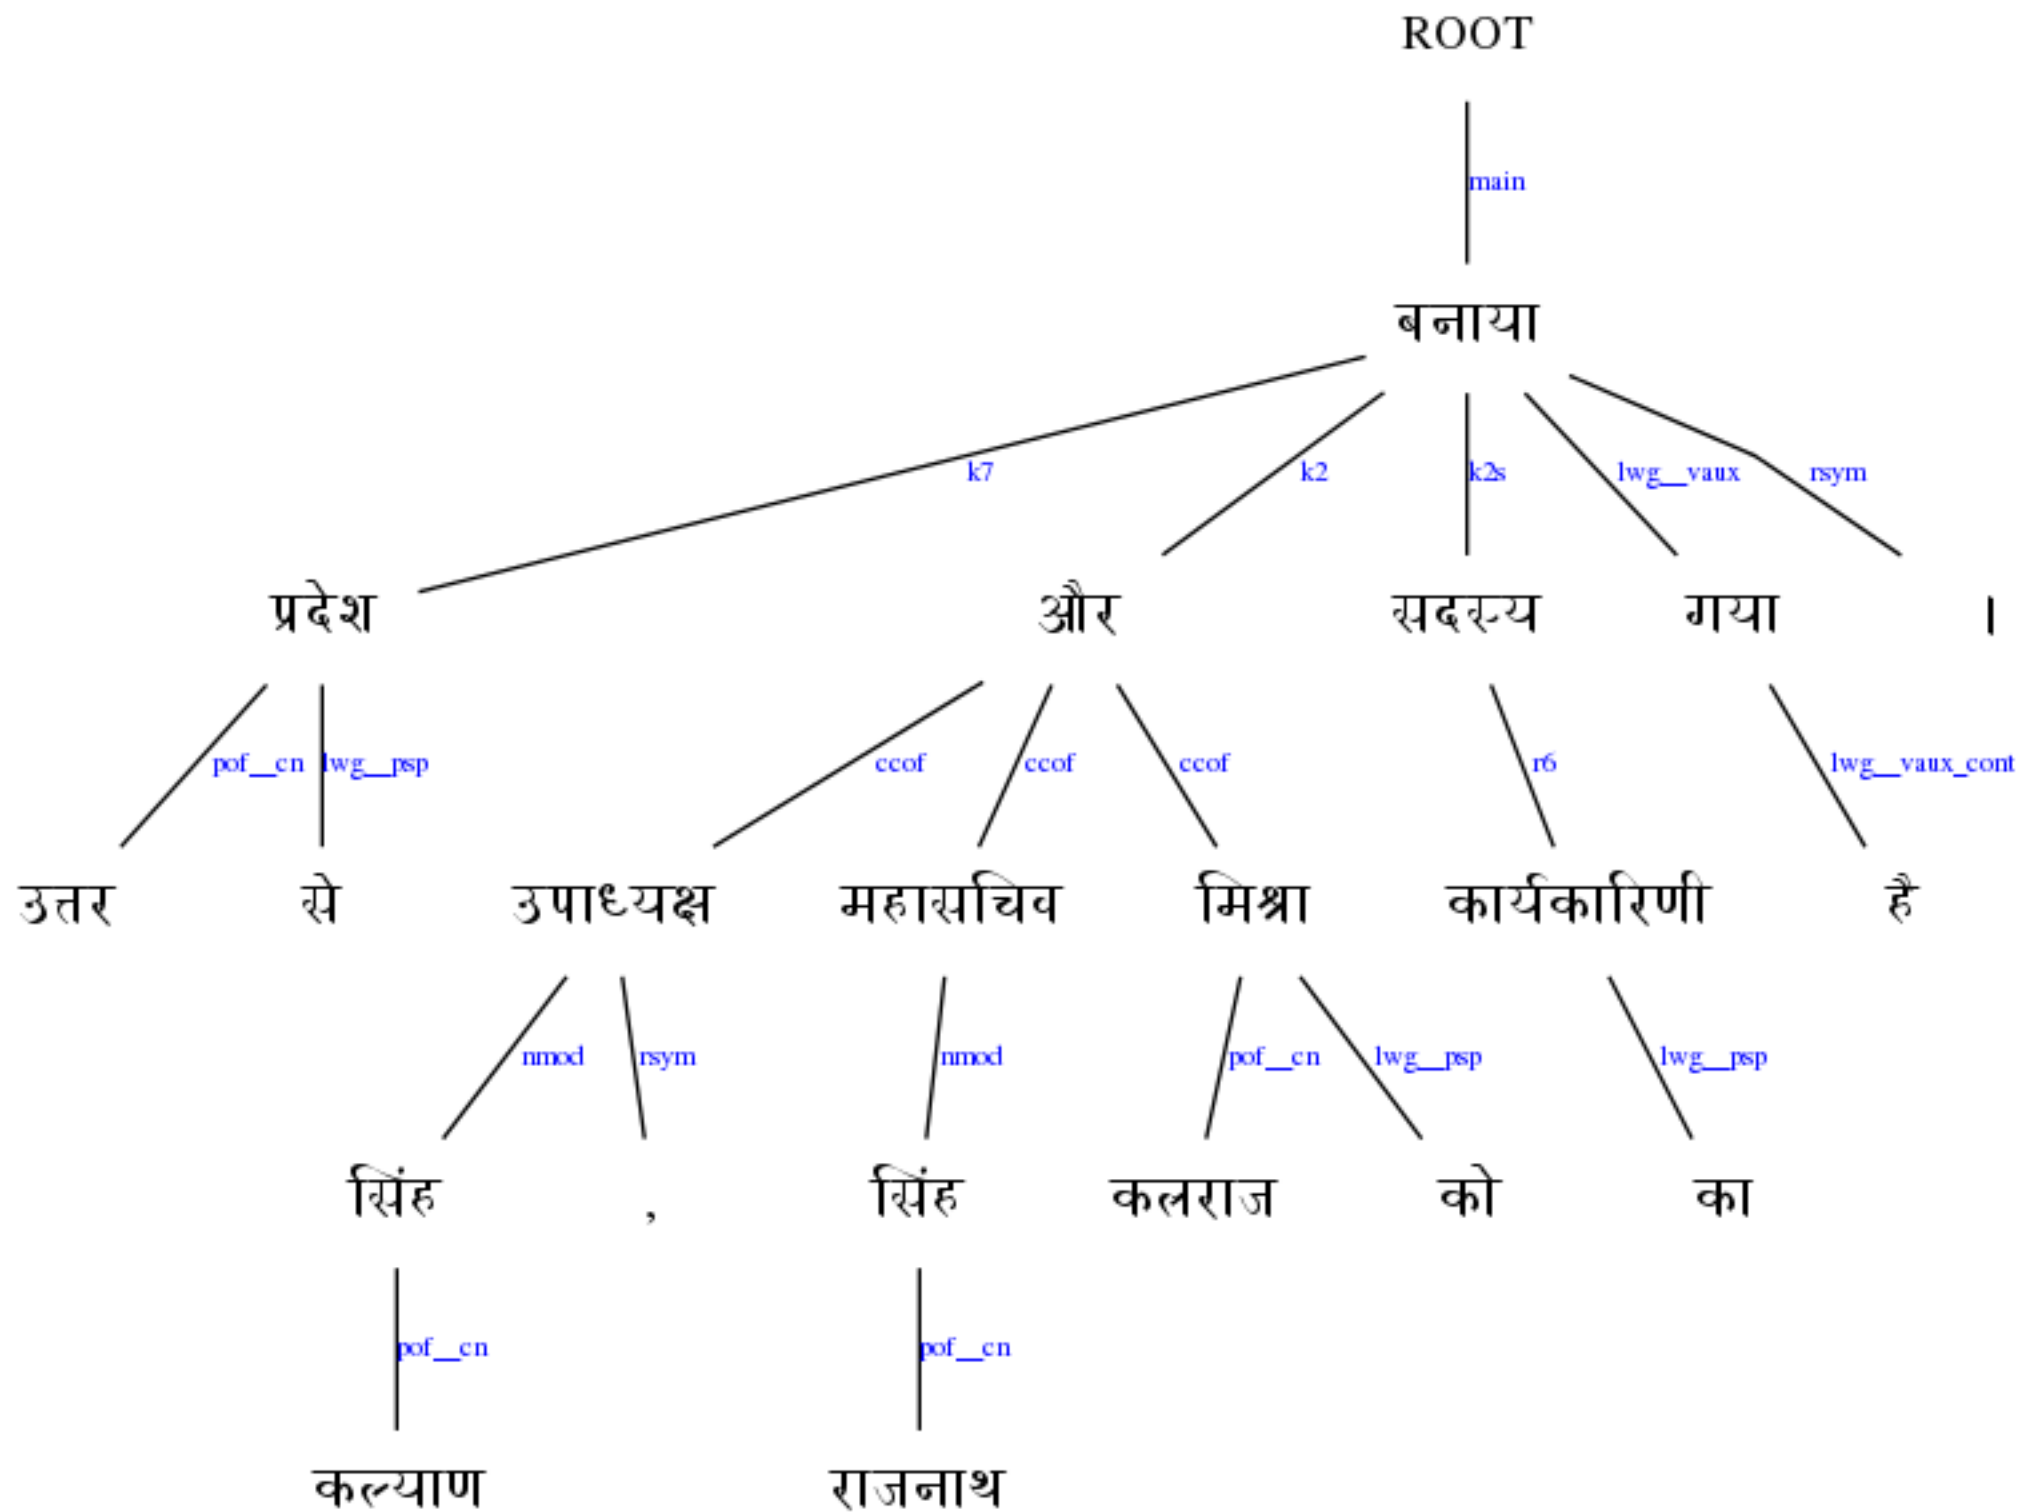 ROOT
main
बनाया
k7 k2 k2s lwg__vaux rsym
प्रदेश और सदस्य गया ।
pof__cn lwg__psp ccof ccof ccof r6 lwg__vaux_cont
उत्तर से उपाध्यक्ष महासचिव मिश्रा कार्यकारिणी है
nmod rsym nmod pof__cn lwg__psp lwg__psp
सिंह , सिंह कलराज को का
pof__cn pof__cn
कल्याण राजनाथ